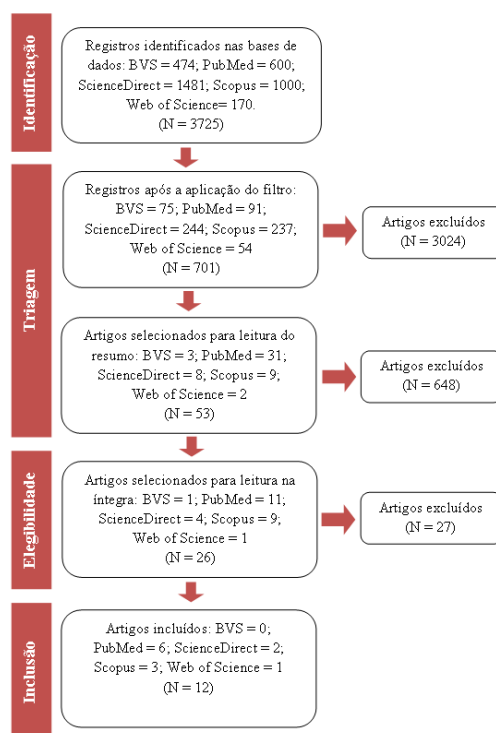 Identificação
Registros identificados nas bases de
dados: BVS = 474; PubMed = 600;
ScienceDirect = 1481; Scopus = 1000;
Web of Science= 170.
(N = 3725)
Triagem
Registros após a aplicação do filtro:
BVS = 75; PubMed = 91;
ScienceDirect = 244; Scopus = 237;
Web of Science = 54
(N = 701)
Artigos excluídos
(N = 3024)
Artigos selecionados para leitura do
resumo: BVS = 3; PubMed = 31;
ScienceDirect = 8; Scopus = 9;
Web of Science = 2
(N = 53)
Artigos excluídos
(N = 648)
Elegibilidade
Artigos selecionados para leitura na
íntegra: BVS = 1; PubMed = 11;
ScienceDirect = 4; Scopus = 9;
Web of Science = 1
(N = 26)
Artigos excluídos
(N = 27)
Inclusão
Artigos incluídos: BVS = 0;
PubMed = 6; ScienceDirect = 2;
Scopus = 3; Web of Science = 1
(N = 12)